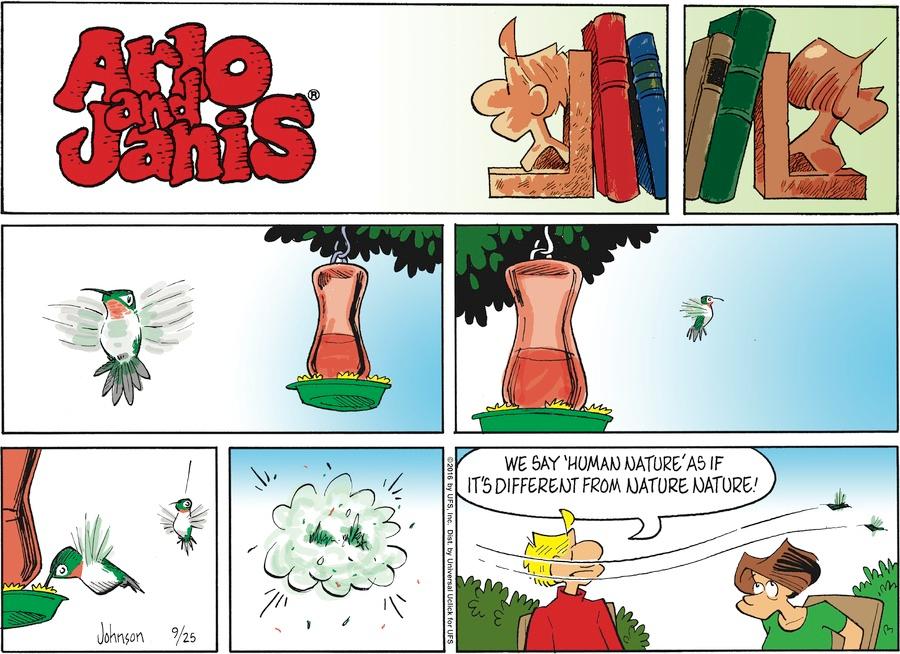 Arlo
and
Janis®
Johnson 9/25
©2016 by UFS, Inc. Dist. by Universal Uclick for UFS
WE SAY 'HUMAN NATURE' AS IF
IT'S DIFFERENT FROM NATURE NATURE!